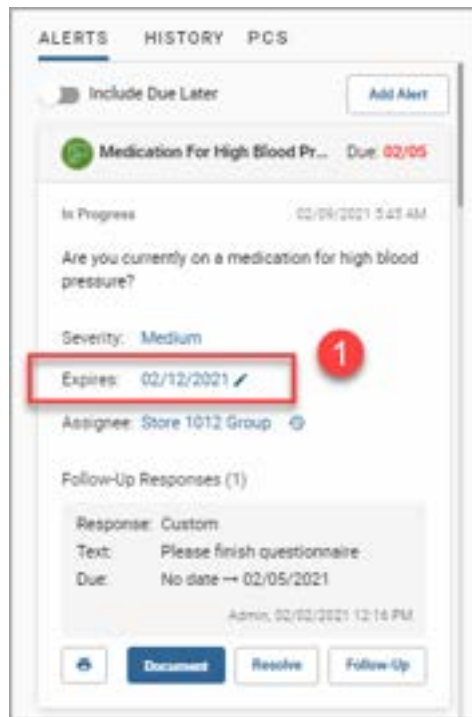 ALERTS HISTORY PCS
Include Due Later Add Alert
Medication For High Blood Pr... Due: 02/05
In Progress 02/09/2021 5:45 AM
Are you currently on a medication for high blood
pressure?
Severity: Medium
1
Expires: 02/12/2021
Assignee: Store 1012 Group
Follow-Up Responses (1)
Response: Custom
Text: Please finish questionnaire
Due: No date → 02/05/2021
Admin, 02/02/2021 12:16 PM
Document Resolve Follow-Up